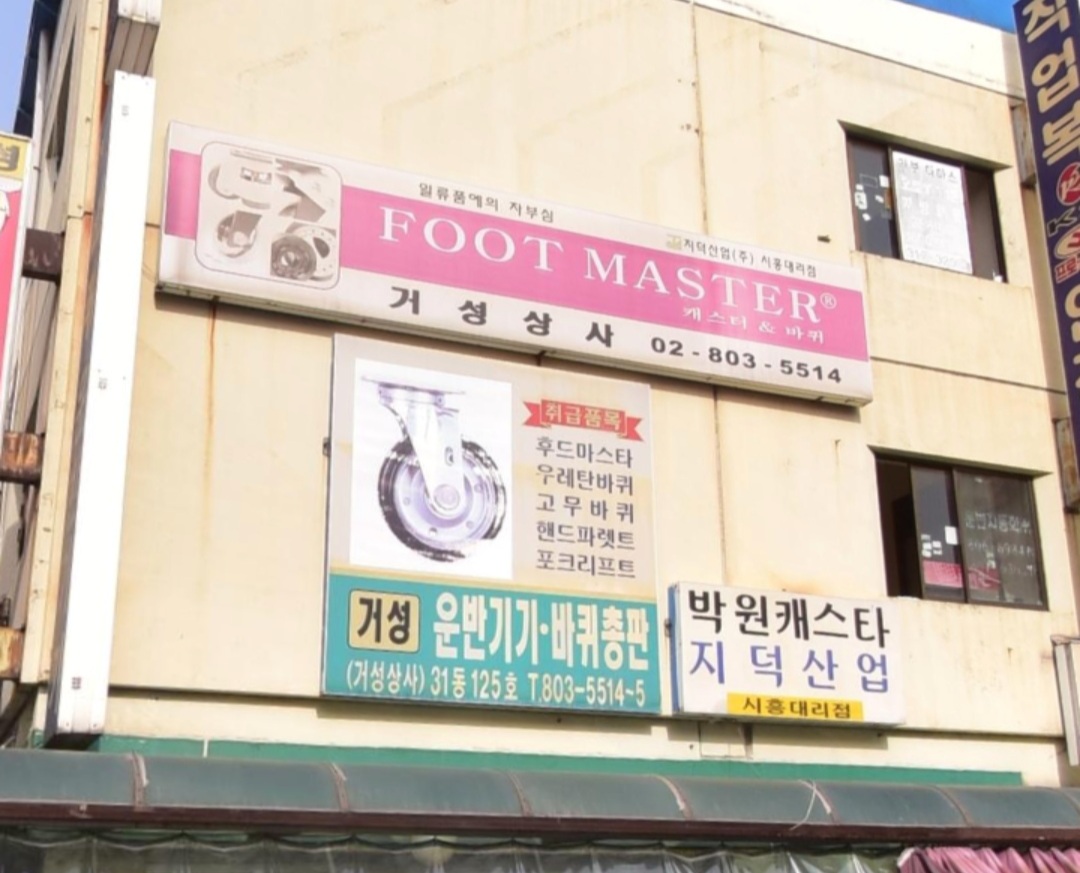 일류품에의 자부심
지덕산업(주) 시흥대리점
FOOT MASTER®
캐스터 & 바퀴
거성상사 02-803-5514
취급품목
후드마스타
우레탄바퀴
고무바퀴
핸드파렛트
포크리프트
거성 운반기기·바퀴총판
(거성상사) 31동 125호 T.803-5514~5
박원캐스타
지덕산업
시흥대리점
직업복